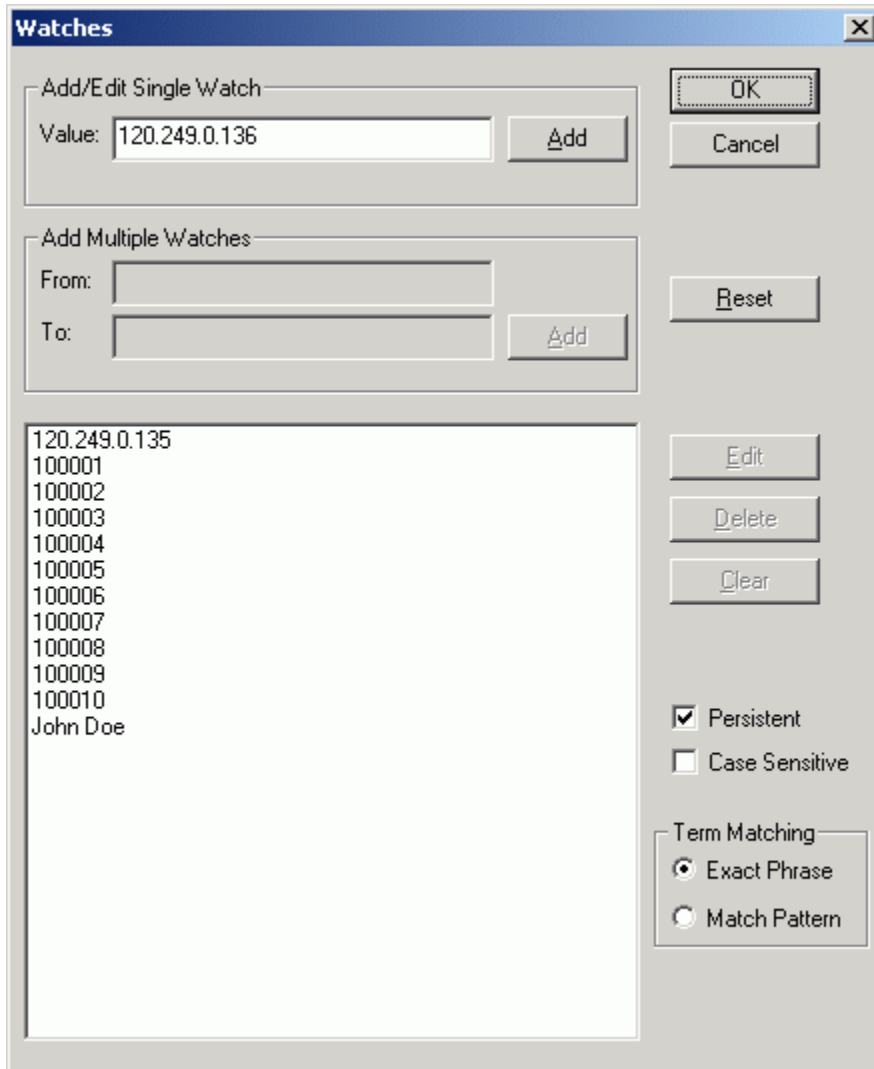 Watches
Add/Edit Single Watch
Value: 120.249.0.136 Add
OK
Cancel
Add Multiple Watches
From:
To: Add
Reset
120.249.0.135
100001
100002
100003
100004
100005
100006
100007
100008
100009
100010
John Doe
Edit
Delete
Clear
Persistent
Case Sensitive
Term Matching
Exact Phrase
Match Pattern